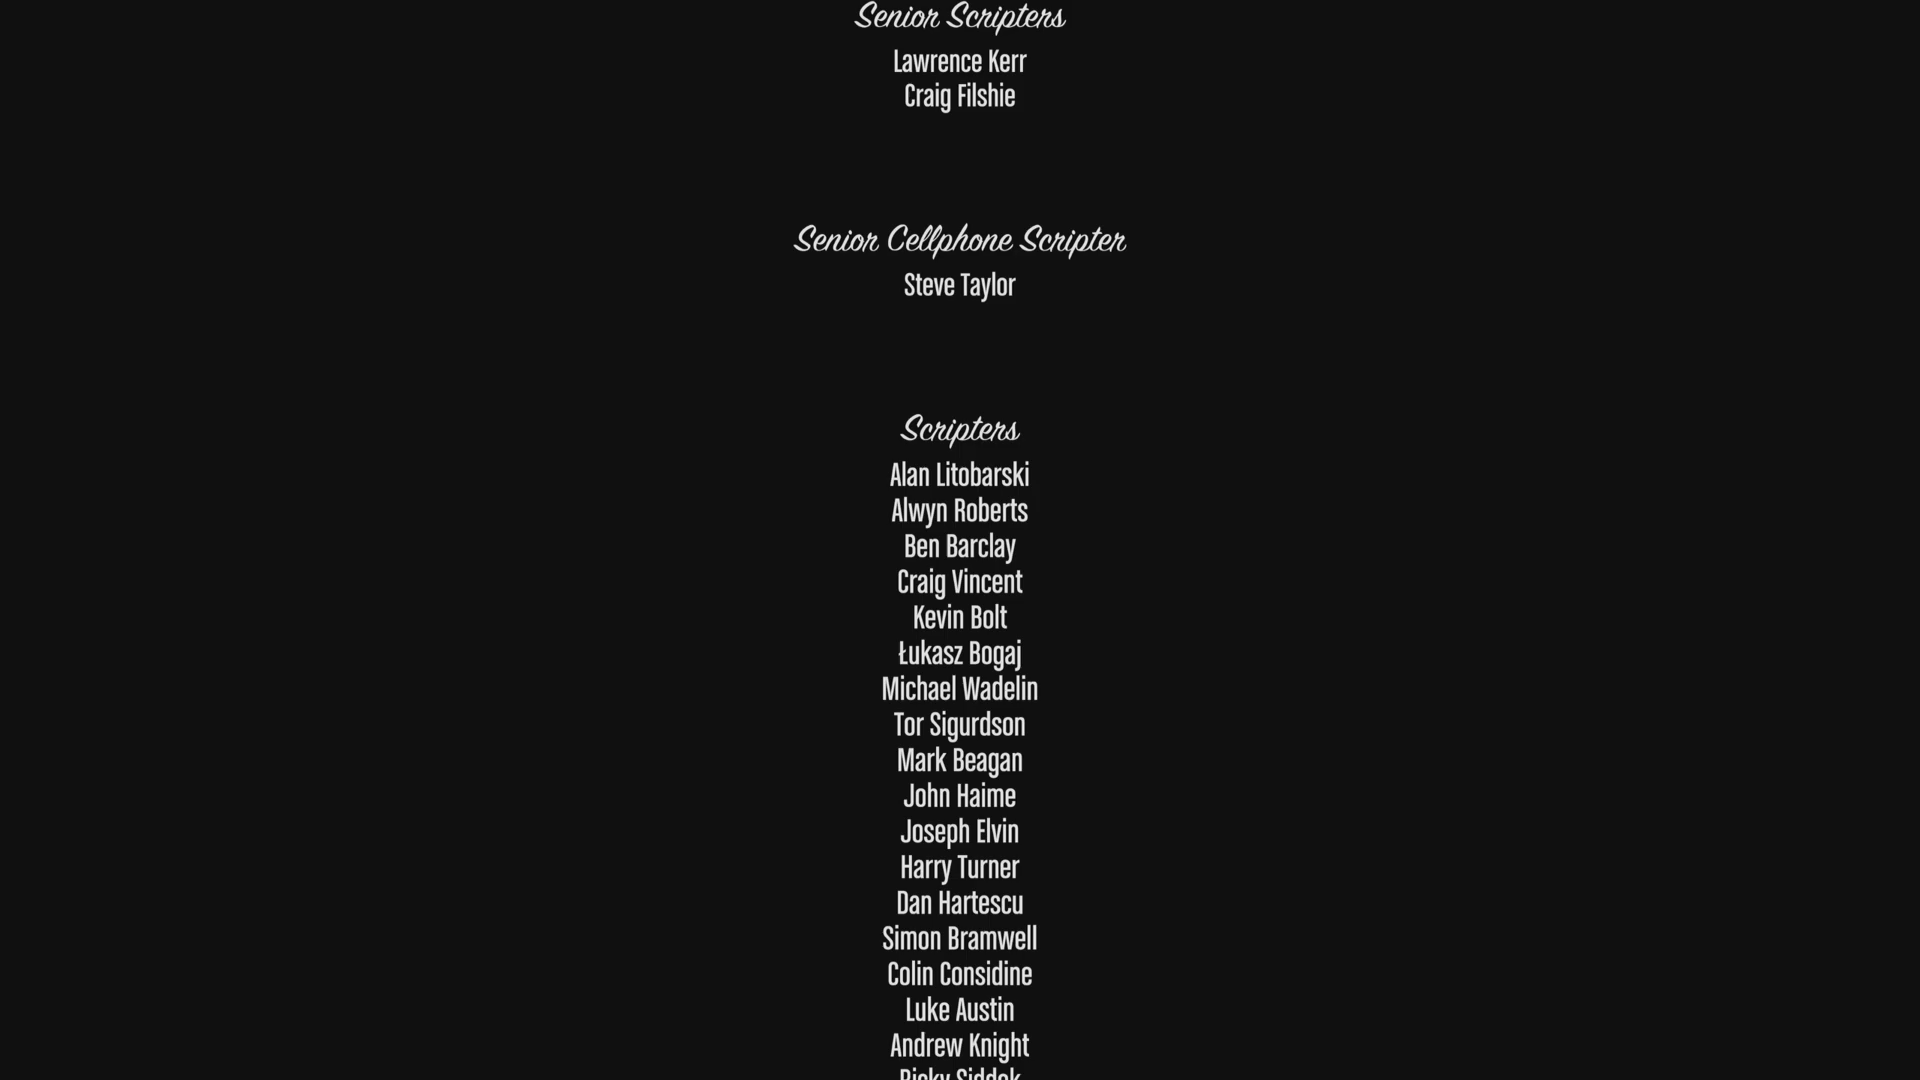 Senior Scripters
Lawrence Kerr
Craig Filshie
Senior Cellphone Scripter
Steve Taylor
Scripters
Alan Litobarski
Alwyn Roberts
Ben Barclay
Craig Vincent
Kevin Bolt
Łukasz Bogaj
Michael Wadelin
Tor Sigurdson
Mark Beagan
John Haime
Joseph Elvin
Harry Turner
Dan Hartescu
Simon Bramwell
Colin Considine
Luke Austin
Andrew Knight